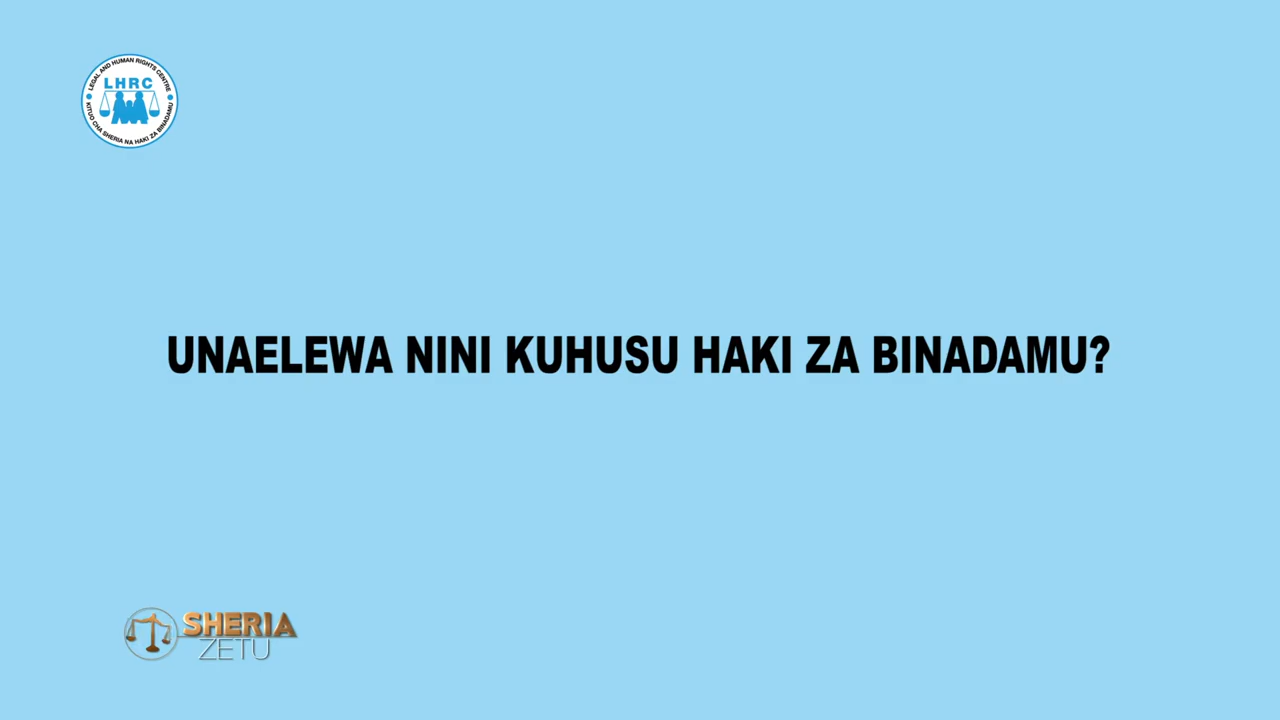 LEGAL AND HUMAN RIGHTS CENTRE
LHRC
KITUO CHA SHERIA NA HAKI ZA BINADAMU
UNAELEWA NINI KUHUSU HAKI ZA BINADAMU?
SHERIA
ZETU